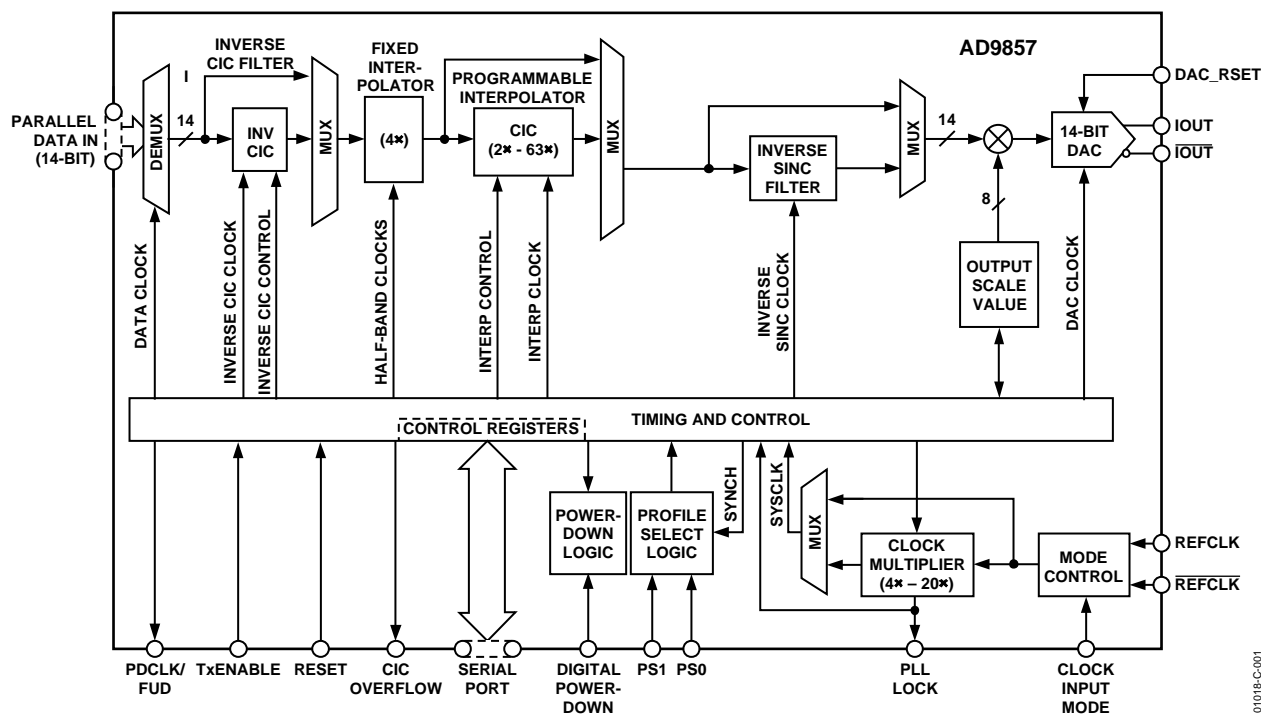 AD9857
INVERSE
CIC FILTER
I
FIXED
INTER-
POLATOR
PROGRAMMABLE
INTERPOLATOR
PARALLEL
DATA IN
(14-BIT)
DEMUX
14
INV
CIC
MUX
(4×)
CIC
(2× - 63×)
MUX
INVERSE
SINC
FILTER
MUX
14
8
14-BIT
DAC
DAC_RSET
IOUT
IOUT
OUTPUT
SCALE
VALUE
DATA CLOCK
INVERSE CIC CLOCK
INVERSE CIC CONTROL
HALF-BAND CLOCKS
INTERP CONTROL
INTERP CLOCK
INVERSE
SINC CLOCK
DAC CLOCK
TIMING AND CONTROL
CONTROL REGISTERS
POWER-
DOWN
LOGIC
PROFILE
SELECT
LOGIC
SYNCH
SYSCLK
MUX
CLOCK
MULTIPLIER
(4× – 20×)
MODE
CONTROL
REFCLK
REFCLK
PDCLK/
FUD
TxENABLE
RESET
CIC
OVERFLOW
SERIAL
PORT
DIGITAL
POWER-
DOWN
PS1
PS0
PLL
LOCK
CLOCK
INPUT
MODE
01018-C-001